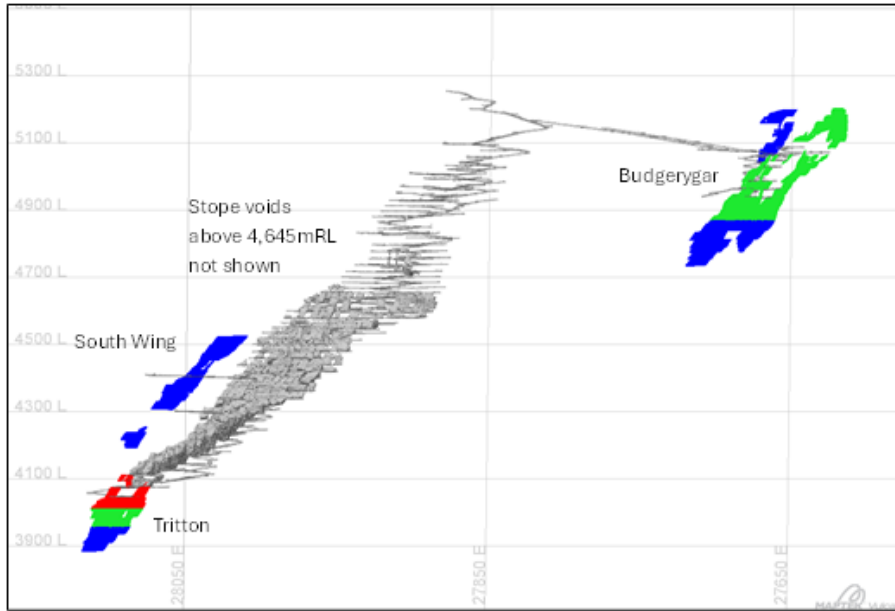 5300 L
5100 L
Budgerygar
Stope voids
above 4,645mRL
not shown
4900 L
4700 L
4500 L
South Wing
4300 L
4100 L
Tritton
3900 L
28050 E
27850 E
27650 E